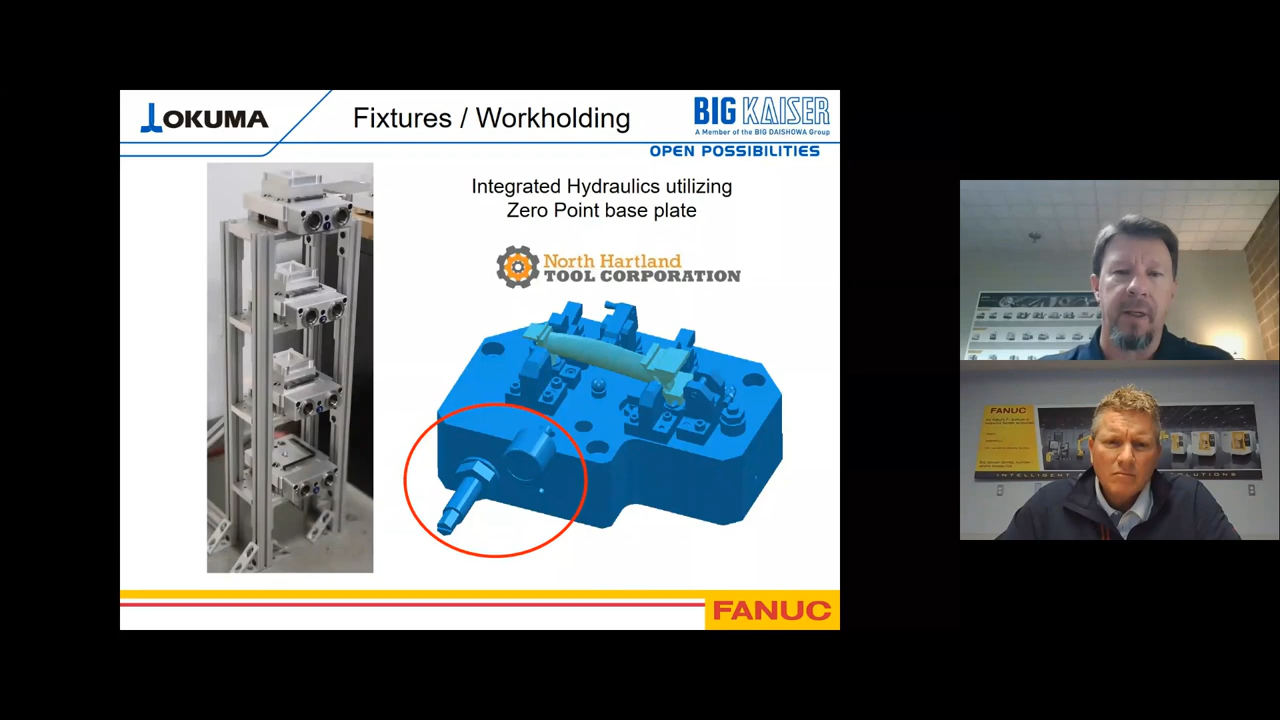 OKUMA
Fixtures / Workholding
BIG KAISER
A Member of the BIG DAISHOWA Group
OPEN POSSIBILITIES
Integrated Hydraulics utilizing
Zero Point base plate
North Hartland
TOOL CORPORATION
FANUC
FANUC
INTELLIGENT